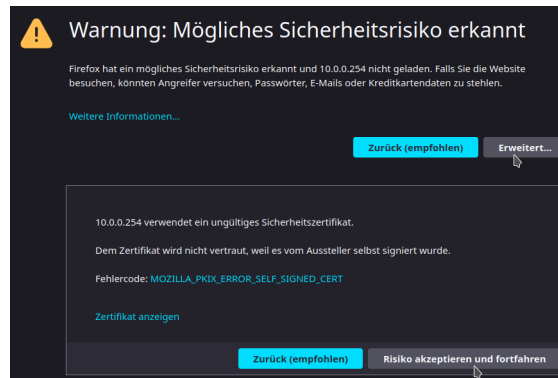 Warnung: Mögliches Sicherheitsrisiko erkannt
Firefox hat ein mögliches Sicherheitsrisiko erkannt und 10.0.0.254 nicht geladen. Falls Sie die Website
besuchen, könnten Angreifer versuchen, Passwörter, E-Mails oder Kreditkartendaten zu stehlen.
Weitere Informationen...
Zurück (empfohlen) Erweitert...
10.0.0.254 verwendet ein ungültiges Sicherheitszertifikat.
Dem Zertifikat wird nicht vertraut, weil es vom Aussteller selbst signiert wurde.
Fehlercode: MOZILLA_PKIX_ERROR_SELF_SIGNED_CERT
Zertifikat anzeigen
Zurück (empfohlen) Risiko akzeptieren und fortfahren